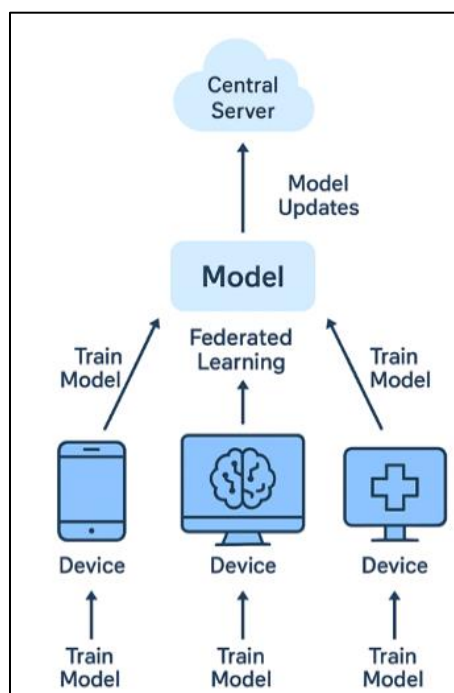 Central
Server
Model
Updates
Model
Federated
Learning
Train
Model
Train
Model
Device
Device
Device
Train
Model
Train
Model
Train
Model